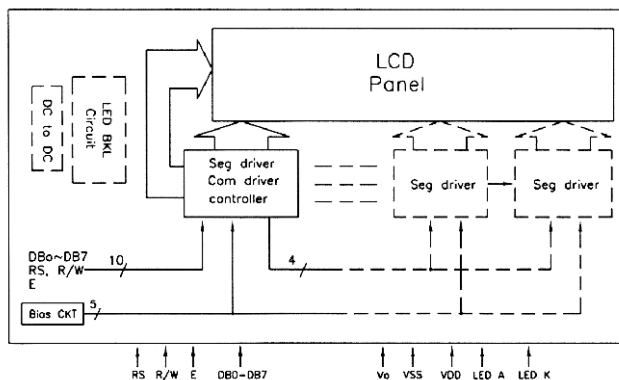 LCD
Panel
DC to DC
LED BKL
Circuit
Seg driver
Com driver
controller
Seg driver
Seg driver
DBo~DB7
RS, R/W
E
10
4
5
Bias CKT
RS R/W E DB0-DB7 Vo VSS VDD LED A LED K